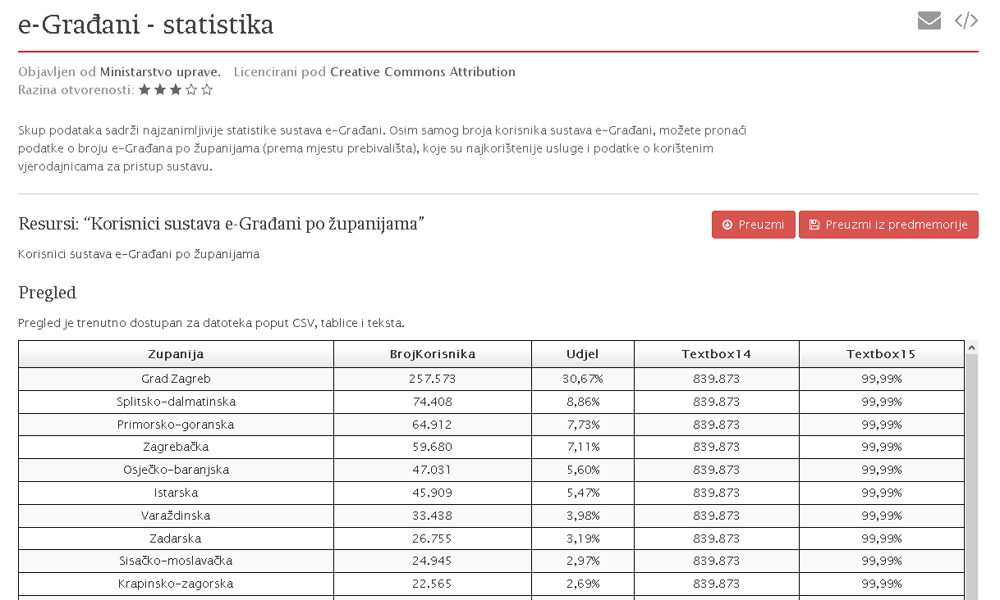 e-Građani - statistika
Objavljen od Ministarstvo uprave. Licencirani pod Creative Commons Attribution
Razina otvorenosti:
Skup podataka sadrži najzanimljivije statistike sustava e-Građani. Osim samog broja korisnika sustava e-Građani, možete pronaći
podatke o broju e-Građana po županijama (prema mjestu prebivališta), koje su najkorištenije usluge i podatke o korištenim
vjerodajnicama za pristup sustavu.
Resursi: “Korisnici sustava e-Građani po županijama”
Preuzmi
Preuzmi iz predmemorije
Korisnici sustava e-Građani po županijama
Pregled
Pregled je trenutno dostupan za datoteka poput CSV, tablice i teksta.
Zupanija BrojKorisnika Udjel Textbox14 Textbox15
Grad Zagreb 257.573 30,67% 839.873 99,99%
Splitsko-dalmatinska 74.408 8,86% 839.873 99,99%
Primorsko-goranska 64.912 7,73% 839.873 99,99%
Zagrebačka 59.680 7,11% 839.873 99,99%
Osječko-baranjska 47.031 5,60% 839.873 99,99%
Istarska 45.909 5,47% 839.873 99,99%
Varaždinska 33.438 3,98% 839.873 99,99%
Zadarska 26.755 3,19% 839.873 99,99%
Sisačko-moslavačka 24.945 2,97% 839.873 99,99%
Krapinsko-zagorska 22.565 2,69% 839.873 99,99%